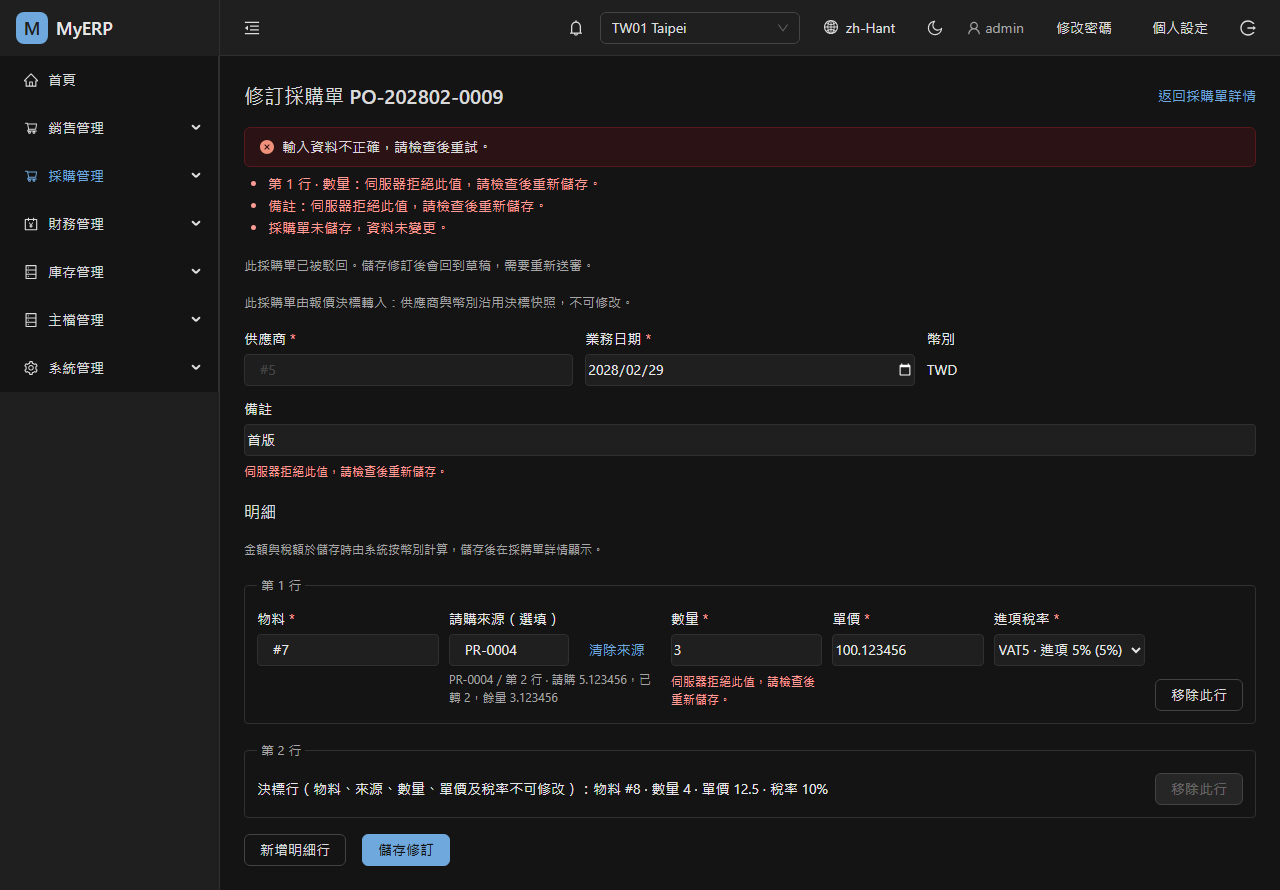 M MyERP
TW01 Taipei
zh-Hant
admin
修改密碼
個人設定
首頁
銷售管理
採購管理
財務管理
庫存管理
主檔管理
系統管理
修訂採購單 PO-202802-0009
返回採購單詳情
輸入資料不正確，請檢查後重試。
• 第 1 行 · 數量：伺服器拒絕此值，請檢查後重新儲存。
• 備註：伺服器拒絕此值，請檢查後重新儲存。
• 採購單未儲存，資料未變更。
此採購單已被駁回。儲存修訂後會回到草稿，需要重新送審。
此採購單由報價決標轉入：供應商與幣別沿用決標快照，不可修改。
供應商 *
業務日期 *
幣別
#5
2028/02/29
TWD
備註
首版
伺服器拒絕此值，請檢查後重新儲存。
明細
金額與稅額於儲存時由系統按幣別計算，儲存後在採購單詳情顯示。
第 1 行
物料 *
請購來源（選填）
數量 *
單價 *
進項稅率 *
#7
PR-0004
清除來源
3
100.123456
VAT5 · 進項 5% (5%)
PR-0004 / 第 2 行 · 請購 5.123456，已
轉 2，餘量 3.123456
伺服器拒絕此值，請檢查後
重新儲存。
移除此行
第 2 行
決標行（物料、來源、數量、單價及稅率不可修改）：物料 #8 · 數量 4 · 單價 12.5 · 稅率 10%
移除此行
新增明細行
儲存修訂